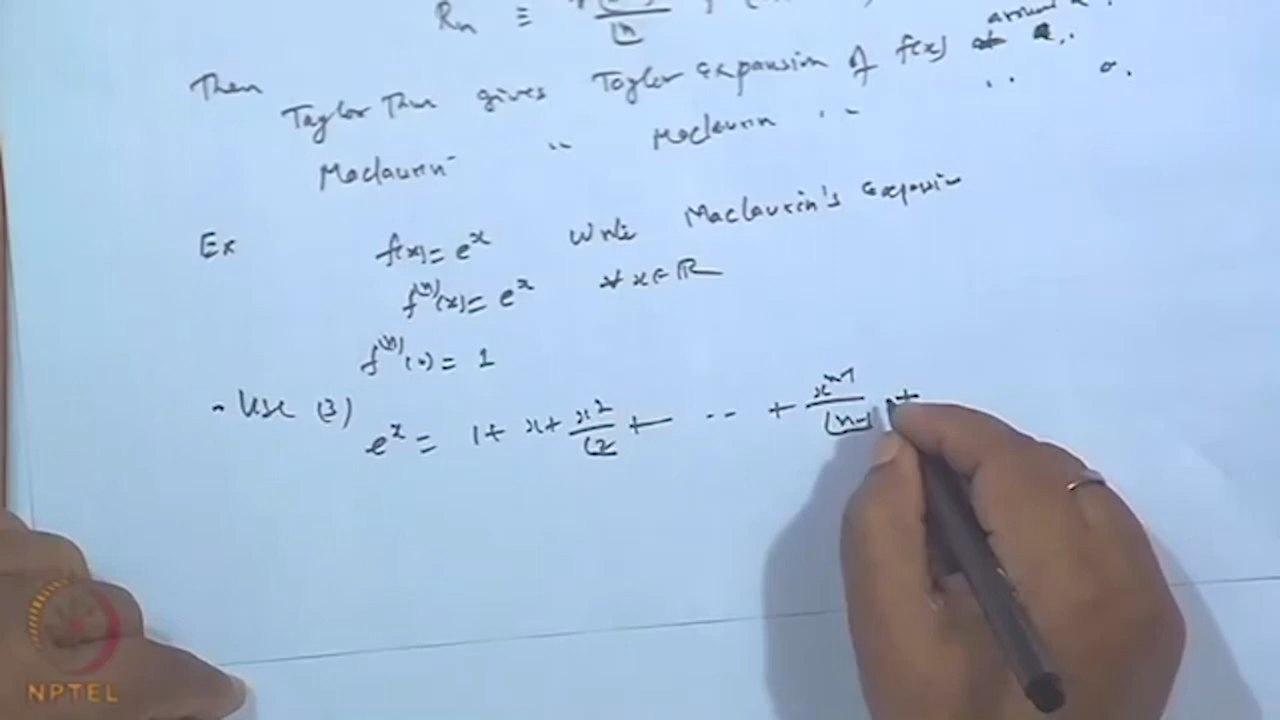 Rn ≡
Then
Taylor Thm gives Taylor Expansion of f(x) around a.
Maclaurin " Maclaurin " " 0.
Ex f(x) = e^x Write Maclaurin's Expansion
f^(n)(x) = e^x ∀ x ∈ ℝ
f^(n)(0) = 1
Use (3)
e^x = 1 + x + x^2/|2 + - - - + x^n-1/|n-1 +
NPTEL